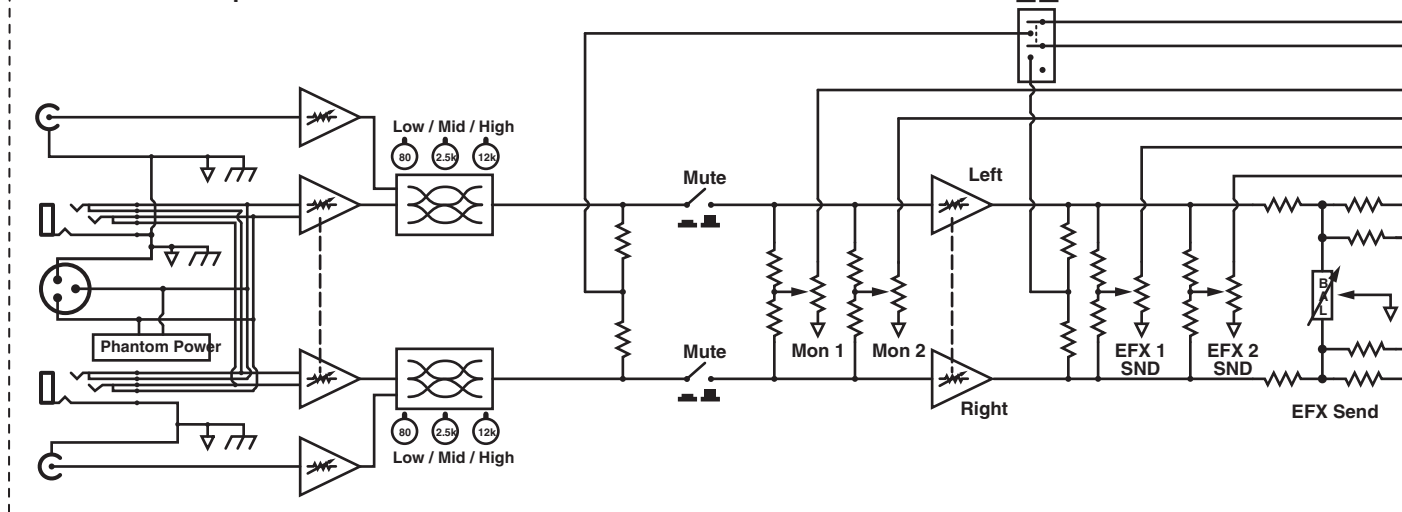 Low / Mid / High
80 2.5k 12k
Left
Mute
Phantom Power
Mon 1 Mon 2
EFX 1
SND
EFX 2
SND
BAL
Mute
Right
EFX Send
80 2.5k 12k
Low / Mid / High